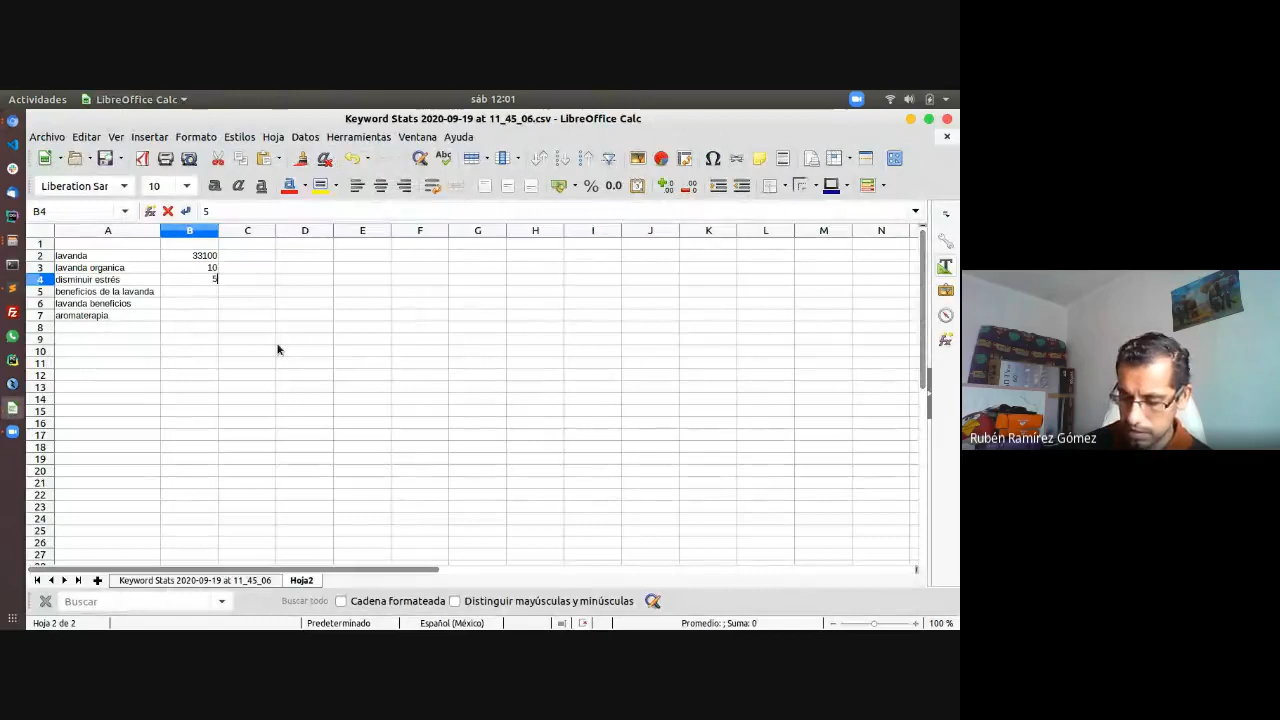 Actividades LibreOffice Calc sáb 12:01
Keyword Stats 2020-09-19 at 11_45_06.csv - LibreOffice Calc
Archivo Editar Ver Insertar Formato Estilos Hoja Datos Herramientas Ventana Ayuda
Liberation Sar 10
B4 5
A B C D E F G H I J K L M N
1
2 lavanda 33100
3 lavanda organica 10
4 disminuir estrés 5
5 beneficios de la lavanda
6 lavanda beneficios
7 aromaterapia
8
9
10
11
12
13
14
15
16
17
18
19
20
21
22
23
24
25
26
27
Keyword Stats 2020-09-19 at 11_45_06 Hoja2
Buscar Buscar todo Cadena formateada Distinguir mayúsculas y minúsculas
Hoja 2 de 2 Predeterminado Español (México) Promedio: ; Suma: 0 100 %
Rubén Ramírez Gómez